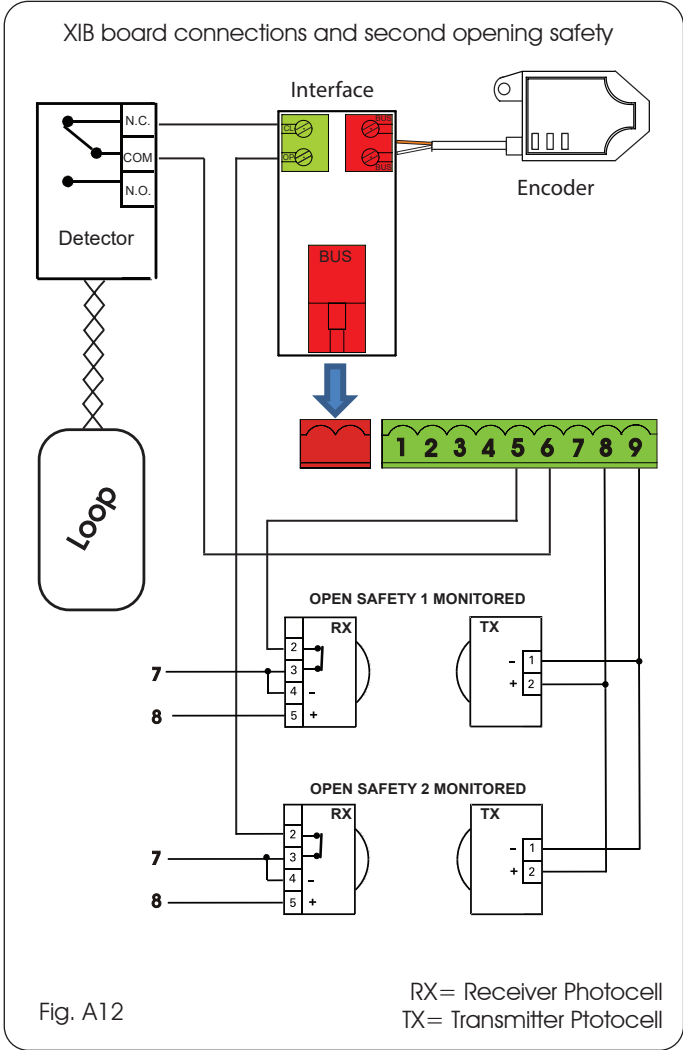 XIB board connections and second opening safety
Interface
N.C.
COM
N.O.
Detector
CL
OP
BUS
BUS
Encoder
BUS
1 2 3 4 5 6 7 8 9
Loop
OPEN SAFETY 1 MONITORED
RX
2
3
4 -
5 +
7
8
TX
- 1
+ 2
OPEN SAFETY 2 MONITORED
RX
2
3
4 -
5 +
7
8
TX
- 1
+ 2
Fig. A12
RX= Receiver Photocell
TX= Transmitter Ptotocell